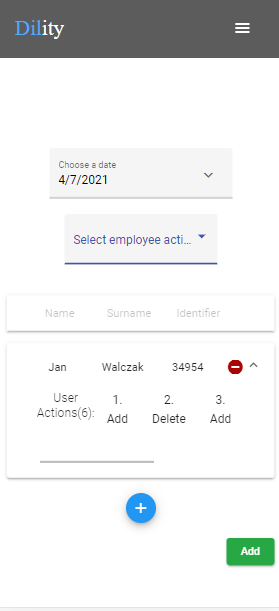 Dility
Choose a date
4/7/2021
Select employee acti...
Name Surname Identifier
Jan Walczak 34954
User Actions(6):
1. Add
2. Delete
3. Add
Add